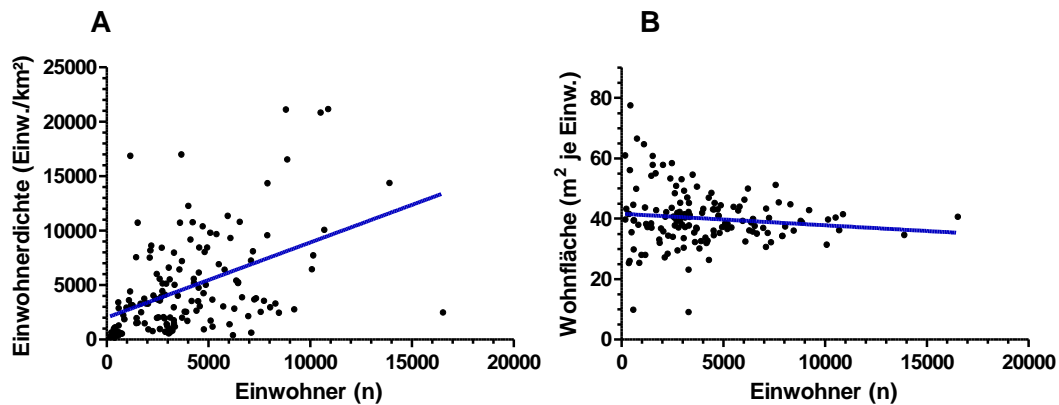 A
Einwohnerdichte (Einw./km²)
25000
20000
15000
10000
5000
0
0 5000 10000 15000 20000
Einwohner (n)
B
Wohnfläche (m² je Einw.)
80
60
40
20
0
0 5000 10000 15000 20000
Einwohner (n)